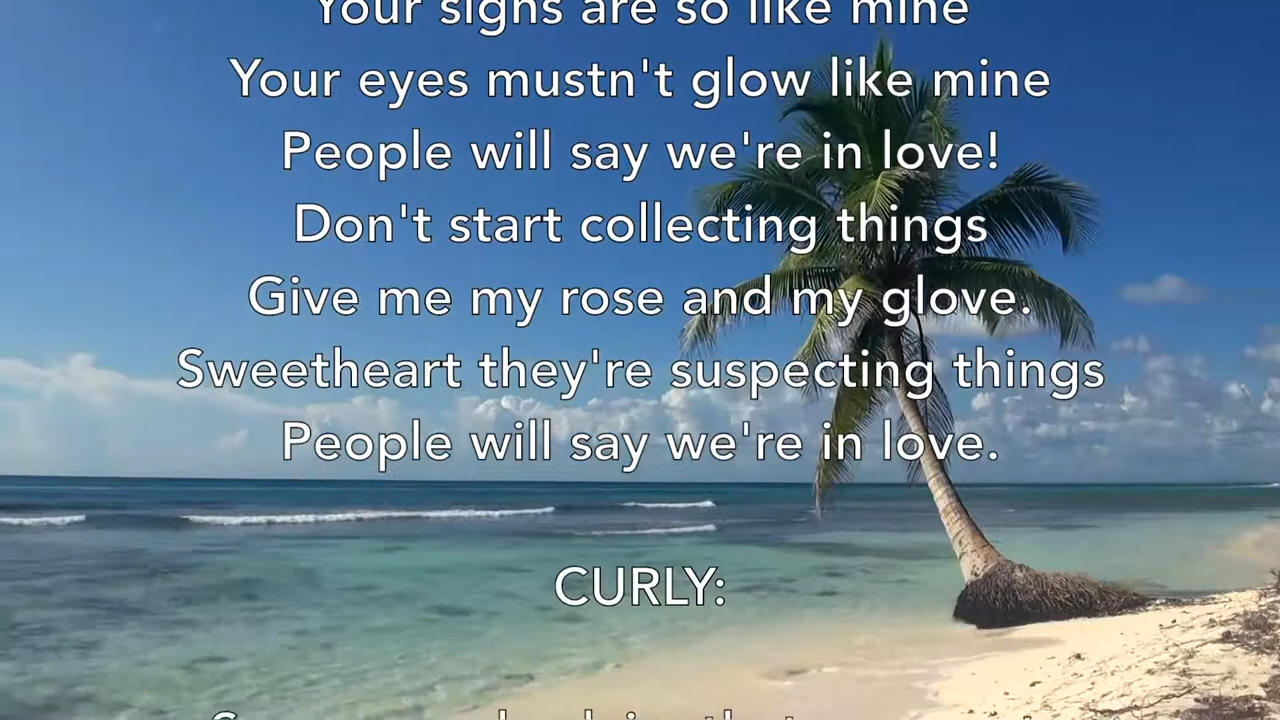 Your signs are so like mine
Your eyes mustn't glow like mine
People will say we're in love!
Don't start collecting things
Give me my rose and my glove.
Sweetheart they're suspecting things
People will say we're in love.
CURLY: